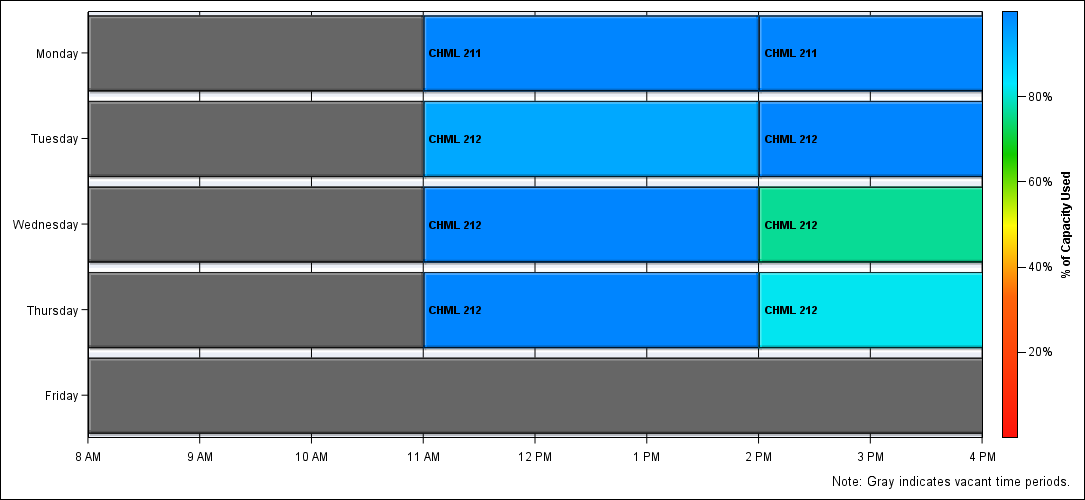 Monday
CHML 211
CHML 211
Tuesday
CHML 212
CHML 212
Wednesday
CHML 212
CHML 212
Thursday
CHML 212
CHML 212
Friday
8 AM
9 AM
10 AM
11 AM
12 PM
1 PM
2 PM
3 PM
4 PM
80%
60%
40%
20%
% of Capacity Used
Note: Gray indicates vacant time periods.